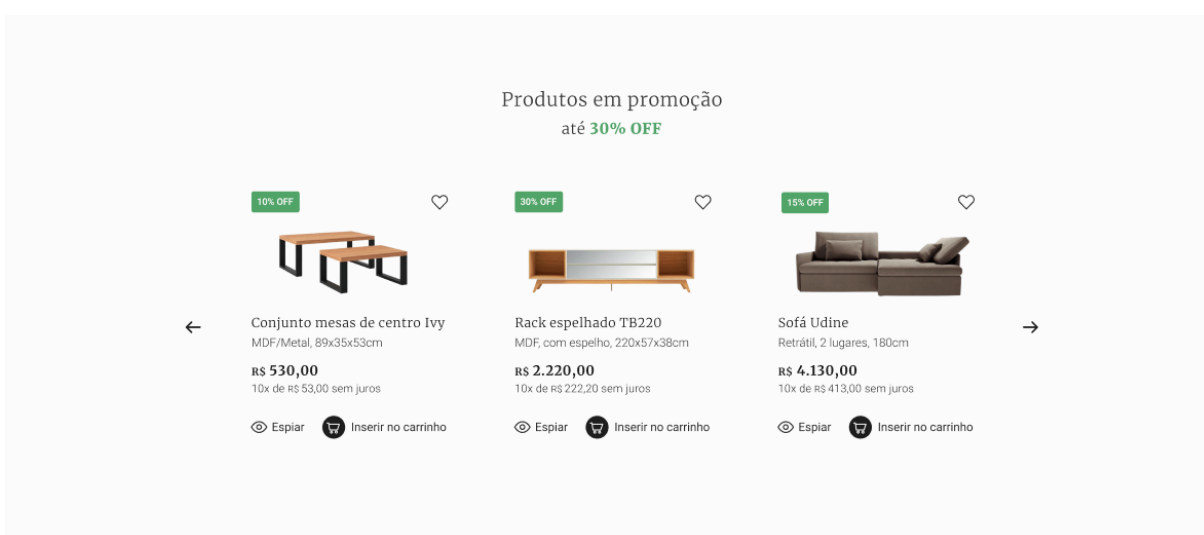 Produtos em promoção
até 30% OFF
10% OFF
Conjunto mesas de centro Ivy
MDF/Metal, 89x35x53cm
R$ 530,00
10x de R$ 53,00 sem juros
Espiar Inserir no carrinho
30% OFF
Rack espelhado TB220
MDF, com espelho, 220x57x38cm
R$ 2.220,00
10x de R$ 222,20 sem juros
Espiar Inserir no carrinho
15% OFF
Sofá Udine
Retrátil, 2 lugares, 180cm
R$ 4.130,00
10x de R$ 413,00 sem juros
Espiar Inserir no carrinho